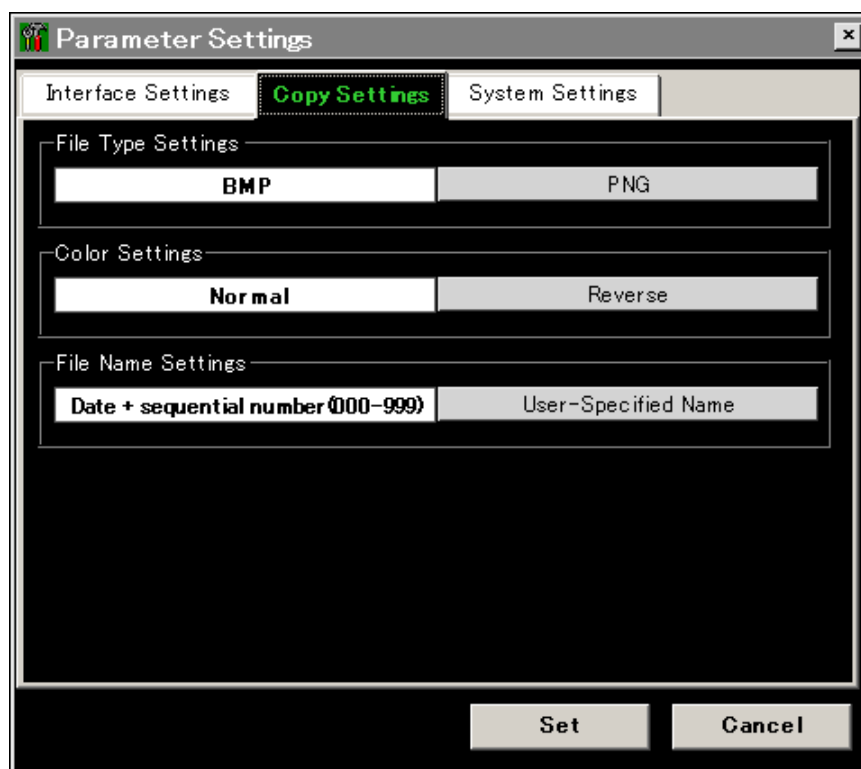 Parameter Settings
Interface Settings Copy Settings System Settings
File Type Settings
BMP PNG
Color Settings
Normal Reverse
File Name Settings
Date + sequential number(000-999) User-Specified Name
Set Cancel